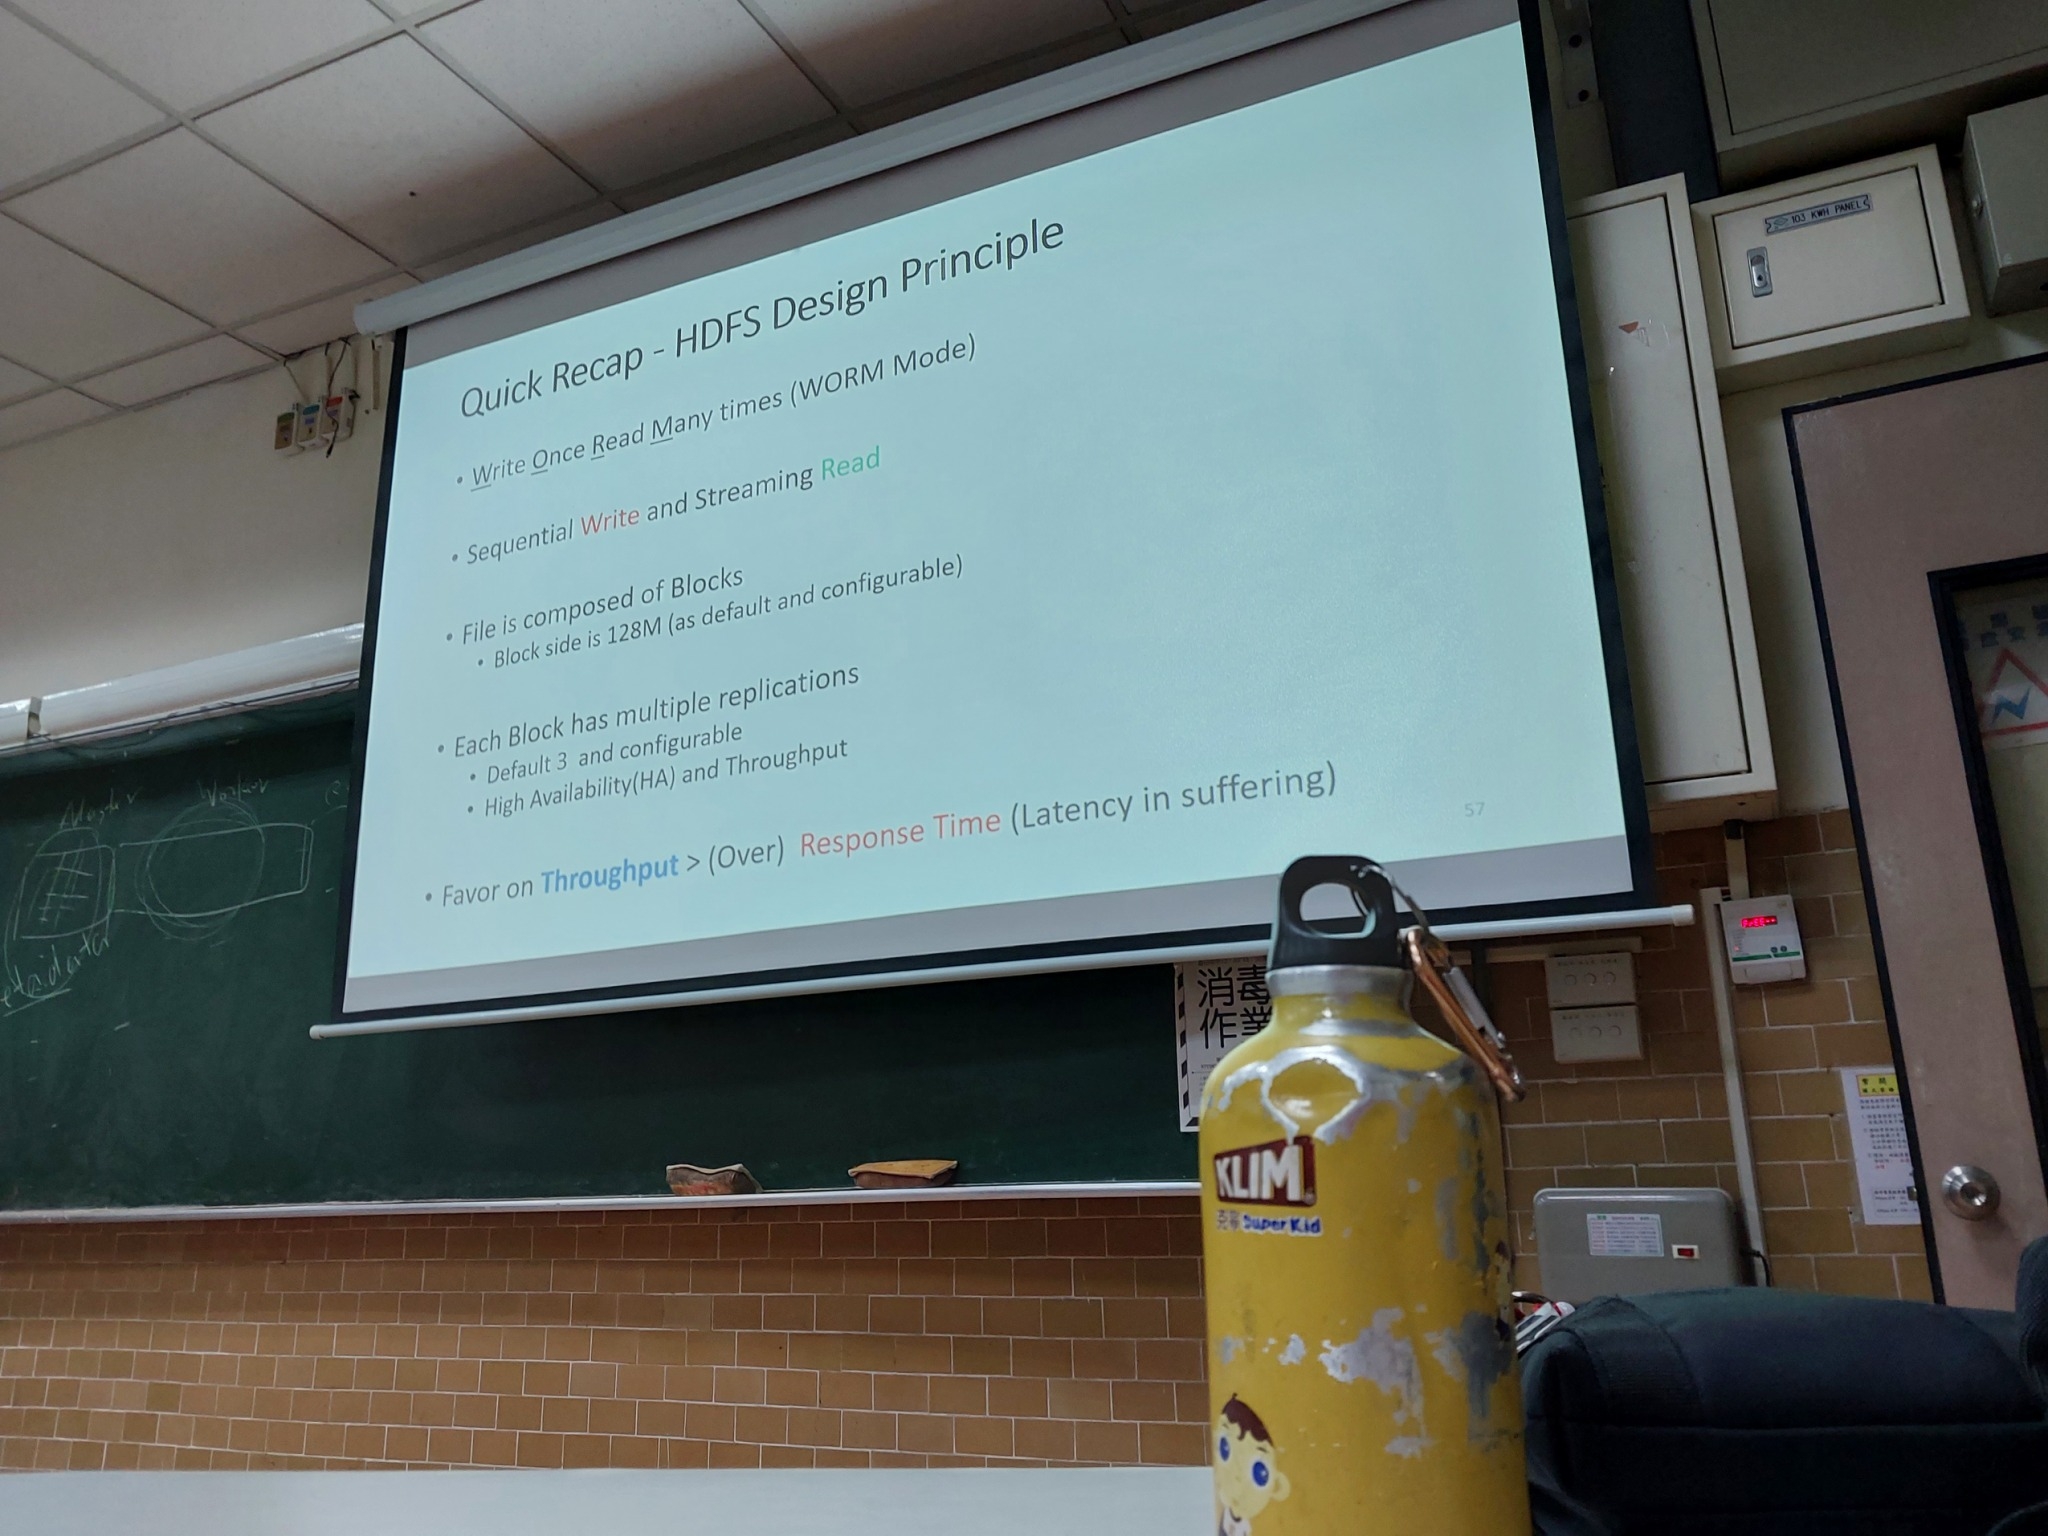 Quick Recap - HDFS Design Principle
• Write Once Read Many times (WORM Mode)
• Sequential Write and Streaming Read
• File is composed of Blocks
• Block side is 128M (as default and configurable)
• Each Block has multiple replications
• Default 3 and configurable
• High Availability(HA) and Throughput
• Favor on Throughput > (Over) Response Time (Latency in suffering)
57
103 KWH PANEL
Master
Worker
消毒
作業
KLIM
克寧 SuperKid